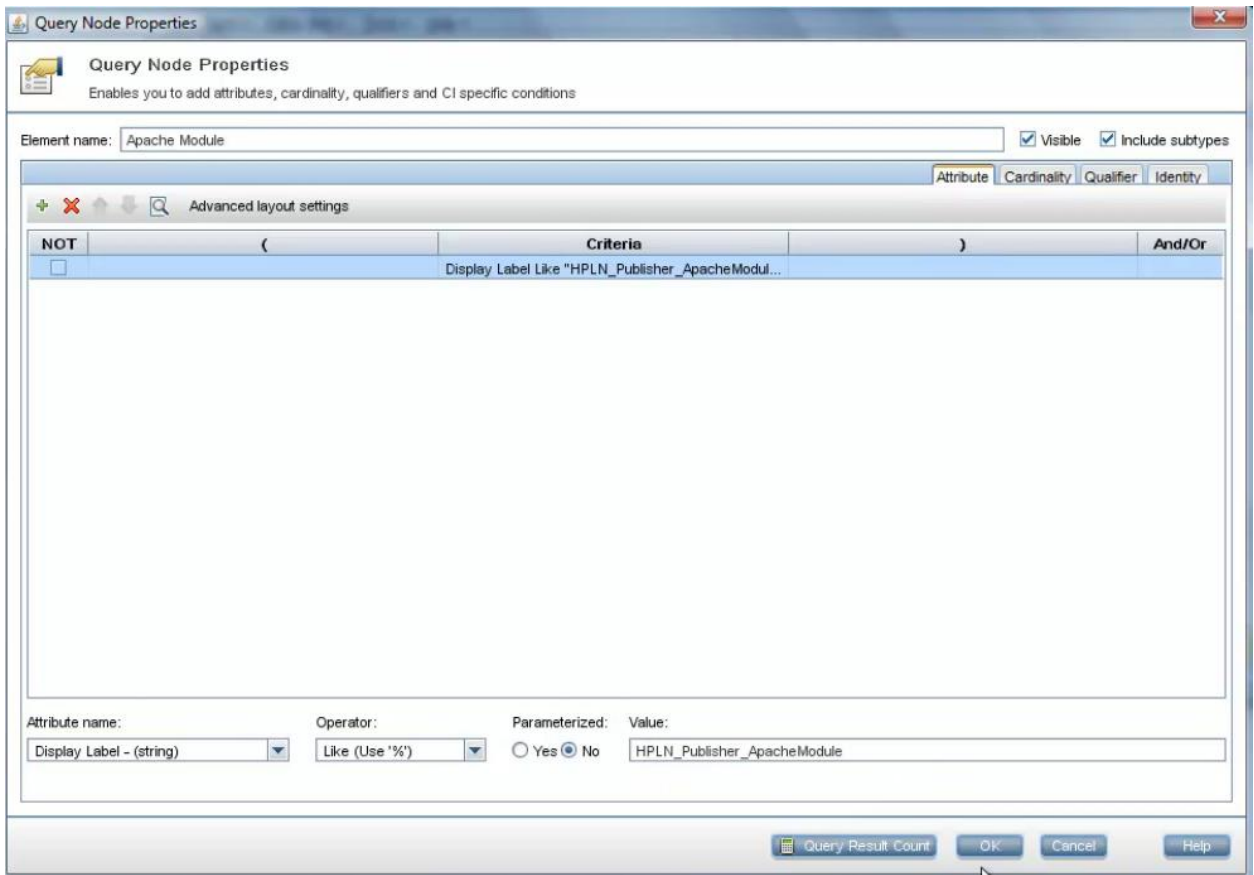 Query Node Properties
Query Node Properties
Enables you to add attributes, cardinality, qualifiers and CI specific conditions
Element name: Apache Module Visible Include subtypes
Attribute Cardinality Qualifier Identity
Advanced layout settings
NOT ( Criteria ) And/Or
Display Label Like "HPLN_Publisher_ApacheModul...
Attribute name: Operator: Parameterized: Value:
Display Label - (string) Like (Use '%') Yes No HPLN_Publisher_ApacheModule
Query Result Count OK Cancel Help